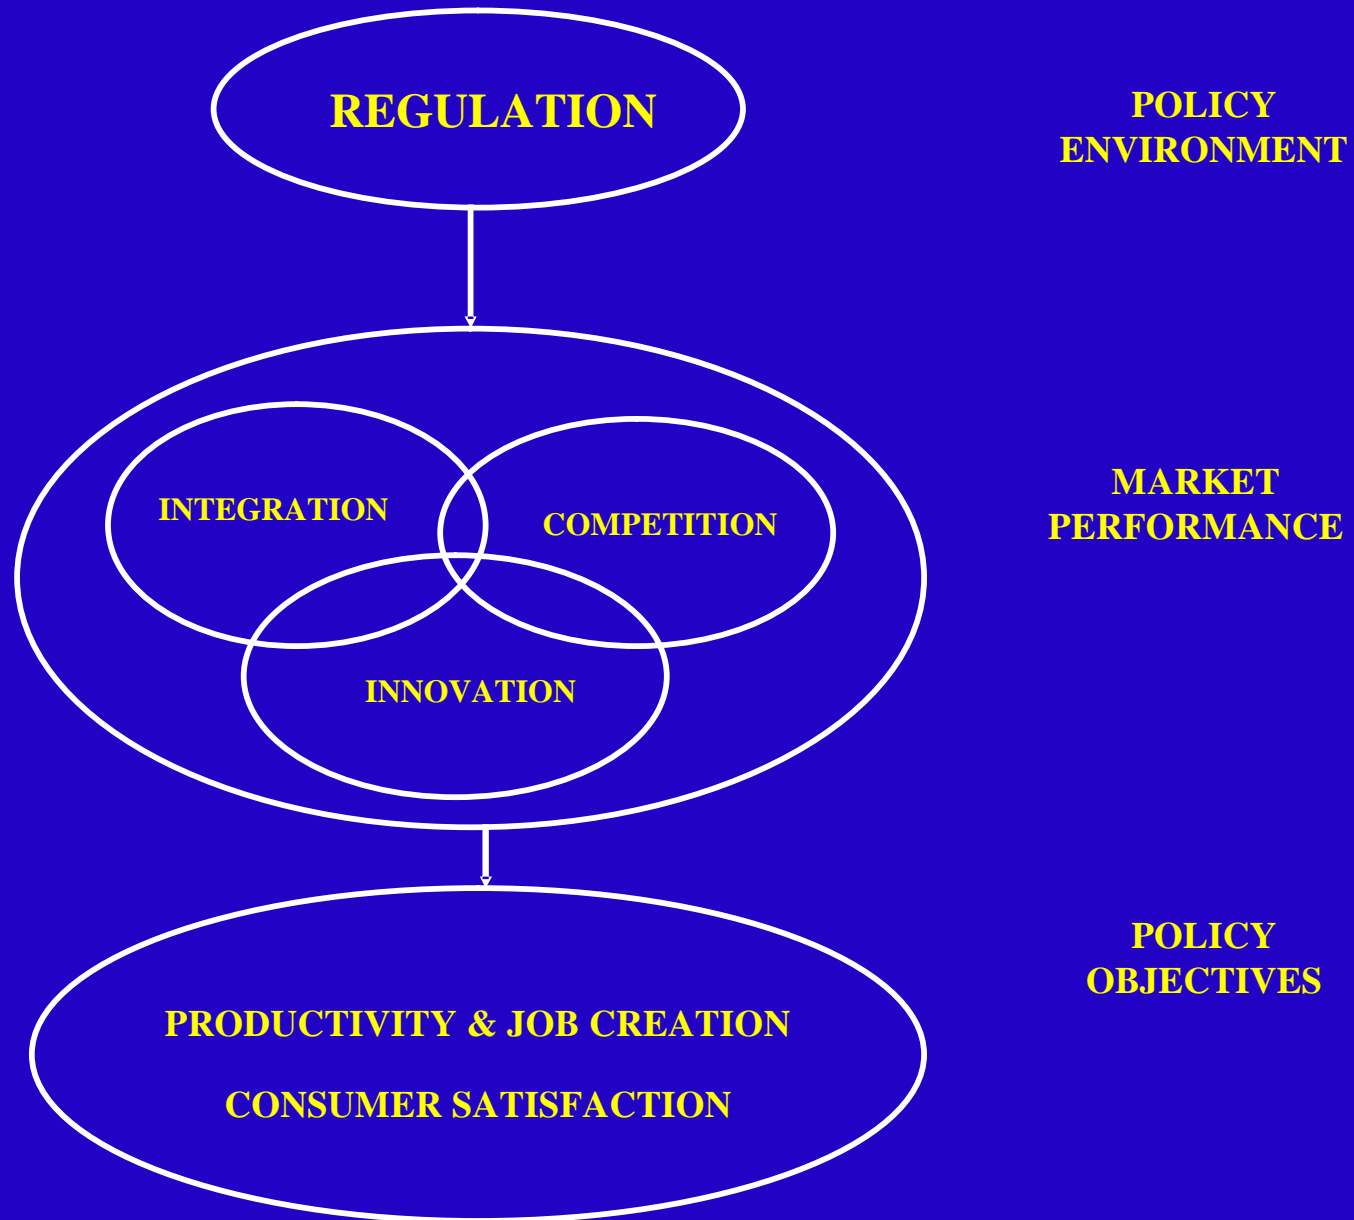 REGULATION
POLICY
ENVIRONMENT
INTEGRATION
COMPETITION
INNOVATION
MARKET
PERFORMANCE
PRODUCTIVITY & JOB CREATION
CONSUMER SATISFACTION
POLICY
OBJECTIVES